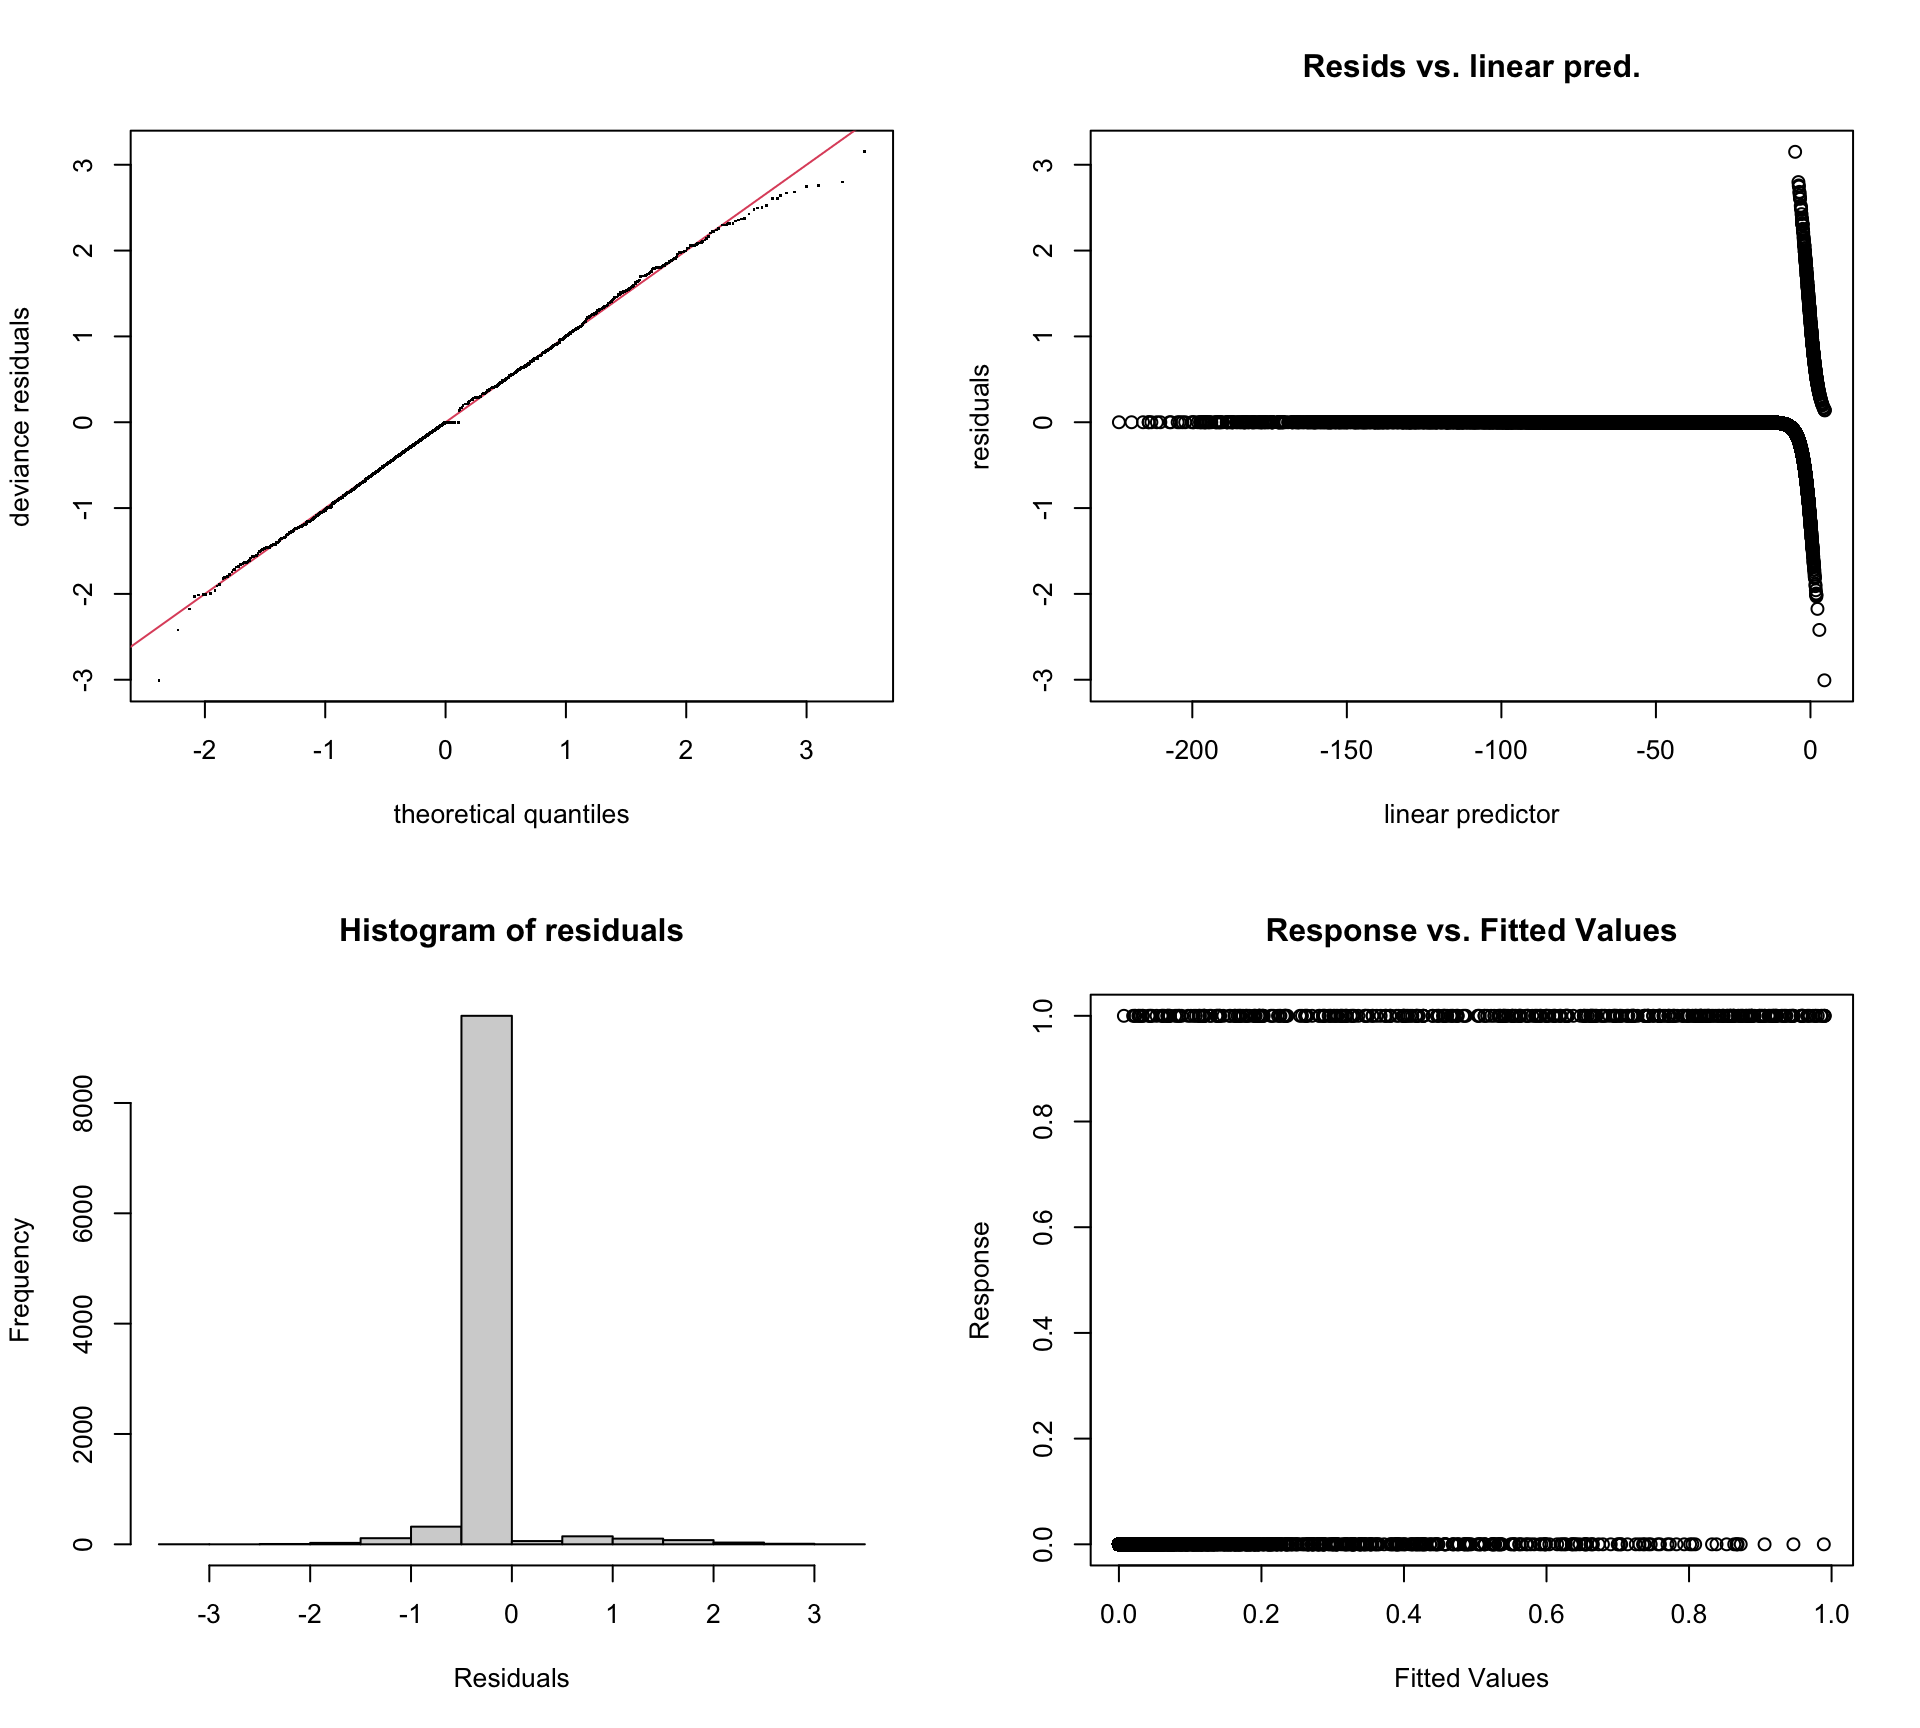 deviance residuals
3
2
1
0
-1
-2
-3
-2 -1 0 1 2 3
theoretical quantiles
Resids vs. linear pred.
residuals
3
2
1
0
-1
-2
-3
-200 -150 -100 -50 0
linear predictor
Histogram of residuals
Frequency
8000
6000
4000
2000
0
-3 -2 -1 0 1 2 3
Residuals
Response vs. Fitted Values
Response
1.0
0.8
0.6
0.4
0.2
0.0
0.0 0.2 0.4 0.6 0.8 1.0
Fitted Values